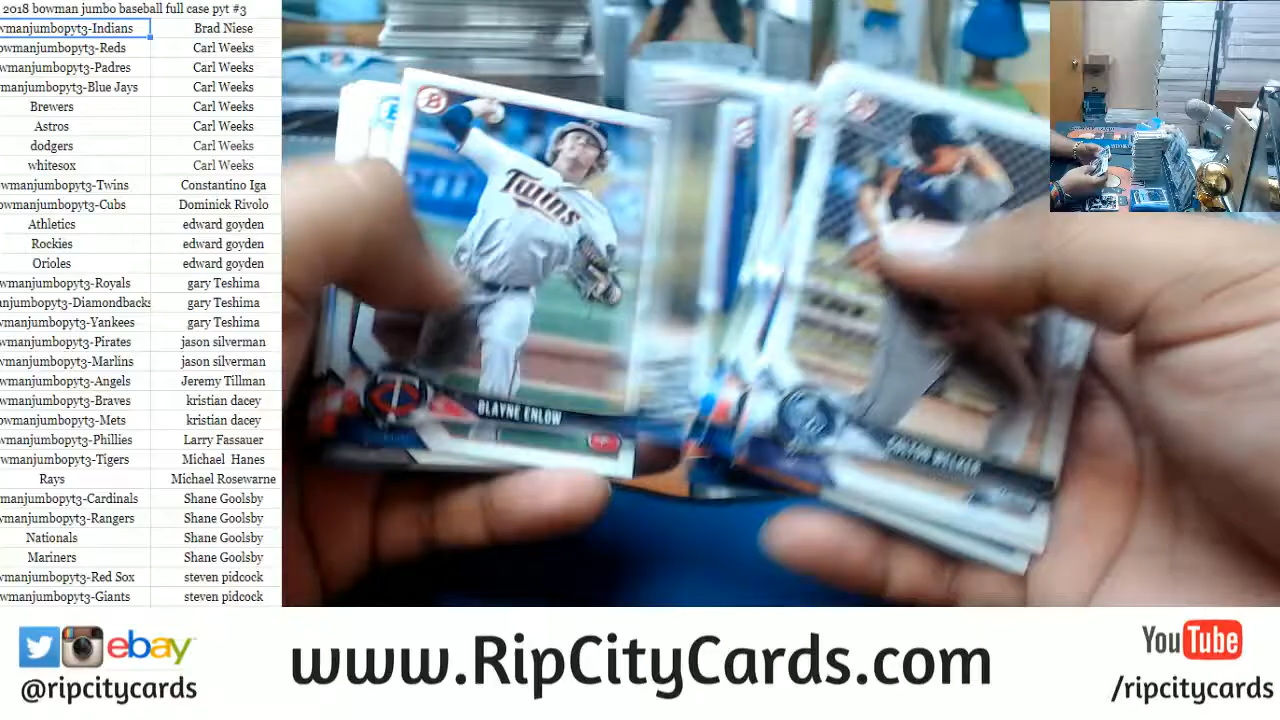 2018 bowman jumbo baseball full case pyt #3
wmanjumbopyt3-Indians Brad Niese
owmanjumbopyt3-Reds Carl Weeks
owmanjumbopyt3-Padres Carl Weeks
wmanjumbopyt3-Blue Jays Carl Weeks
Brewers Carl Weeks
Astros Carl Weeks
dodgers Carl Weeks
whitesox Carl Weeks
owmanjumbopyt3-Twins Constantino Iga
owmanjumbopyt3-Cubs Dominick Rivolo
Athletics edward goyden
Rockies edward goyden
Orioles edward goyden
owmanjumbopyt3-Royals gary Teshima
anjumbopyt3-Diamondbacks gary Teshima
wmanjumbopyt3-Yankees gary Teshima
wmanjumbopyt3-Pirates jason silverman
wmanjumbopyt3-Marlins jason silverman
wmanjumbopyt3-Angels Jeremy Tillman
wmanjumbopyt3-Braves kristian dacey
owmanjumbopyt3-Mets kristian dacey
wmanjumbopyt3-Phillies Larry Fassauer
wmanjumbopyt3-Tigers Michael Hanes
Rays Michael Rosewarne
manjumbopyt3-Cardinals Shane Goolsby
wmanjumbopyt3-Rangers Shane Goolsby
Nationals Shane Goolsby
Mariners Shane Goolsby
wmanjumbopyt3-Red Sox steven pidcock
wmanjumbopyt3-Giants steven pidcock
Twins
BLAYNE ENLOW
COLTON WELKER
ebay
@ripcitycards
www.RipCityCards.com
YouTube
/ripcitycards